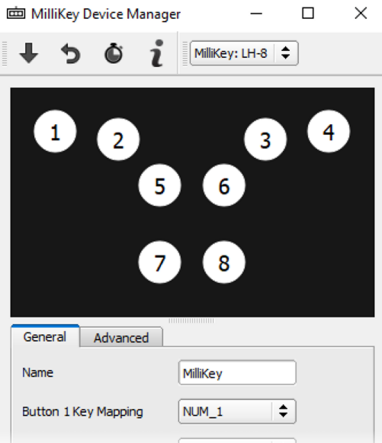 MilliKey Device Manager
MilliKey: LH-8
1 2 3 4
5 6
7 8
General Advanced
Name MilliKey
Button 1 Key Mapping NUM_1